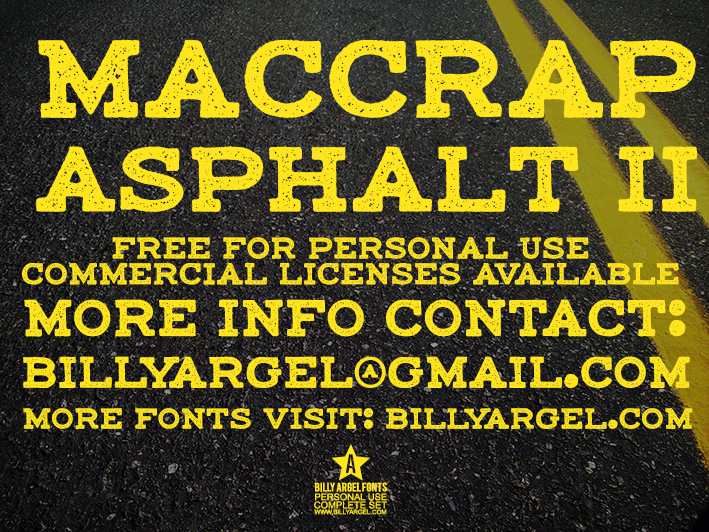 MACCRAP
ASPHALT II
FREE FOR PERSONAL USE
COMMERCIAL LICENSES AVAILABLE
MORE INFO CONTACT:
BILLYARGEL@GMAIL.COM
MORE FONTS VISIT: BILLYARGEL.COM
A
BILLY ARGEL FONTS
PERSONAL USE
COMPLETE SET
WWW.BILLYARGEL.COM